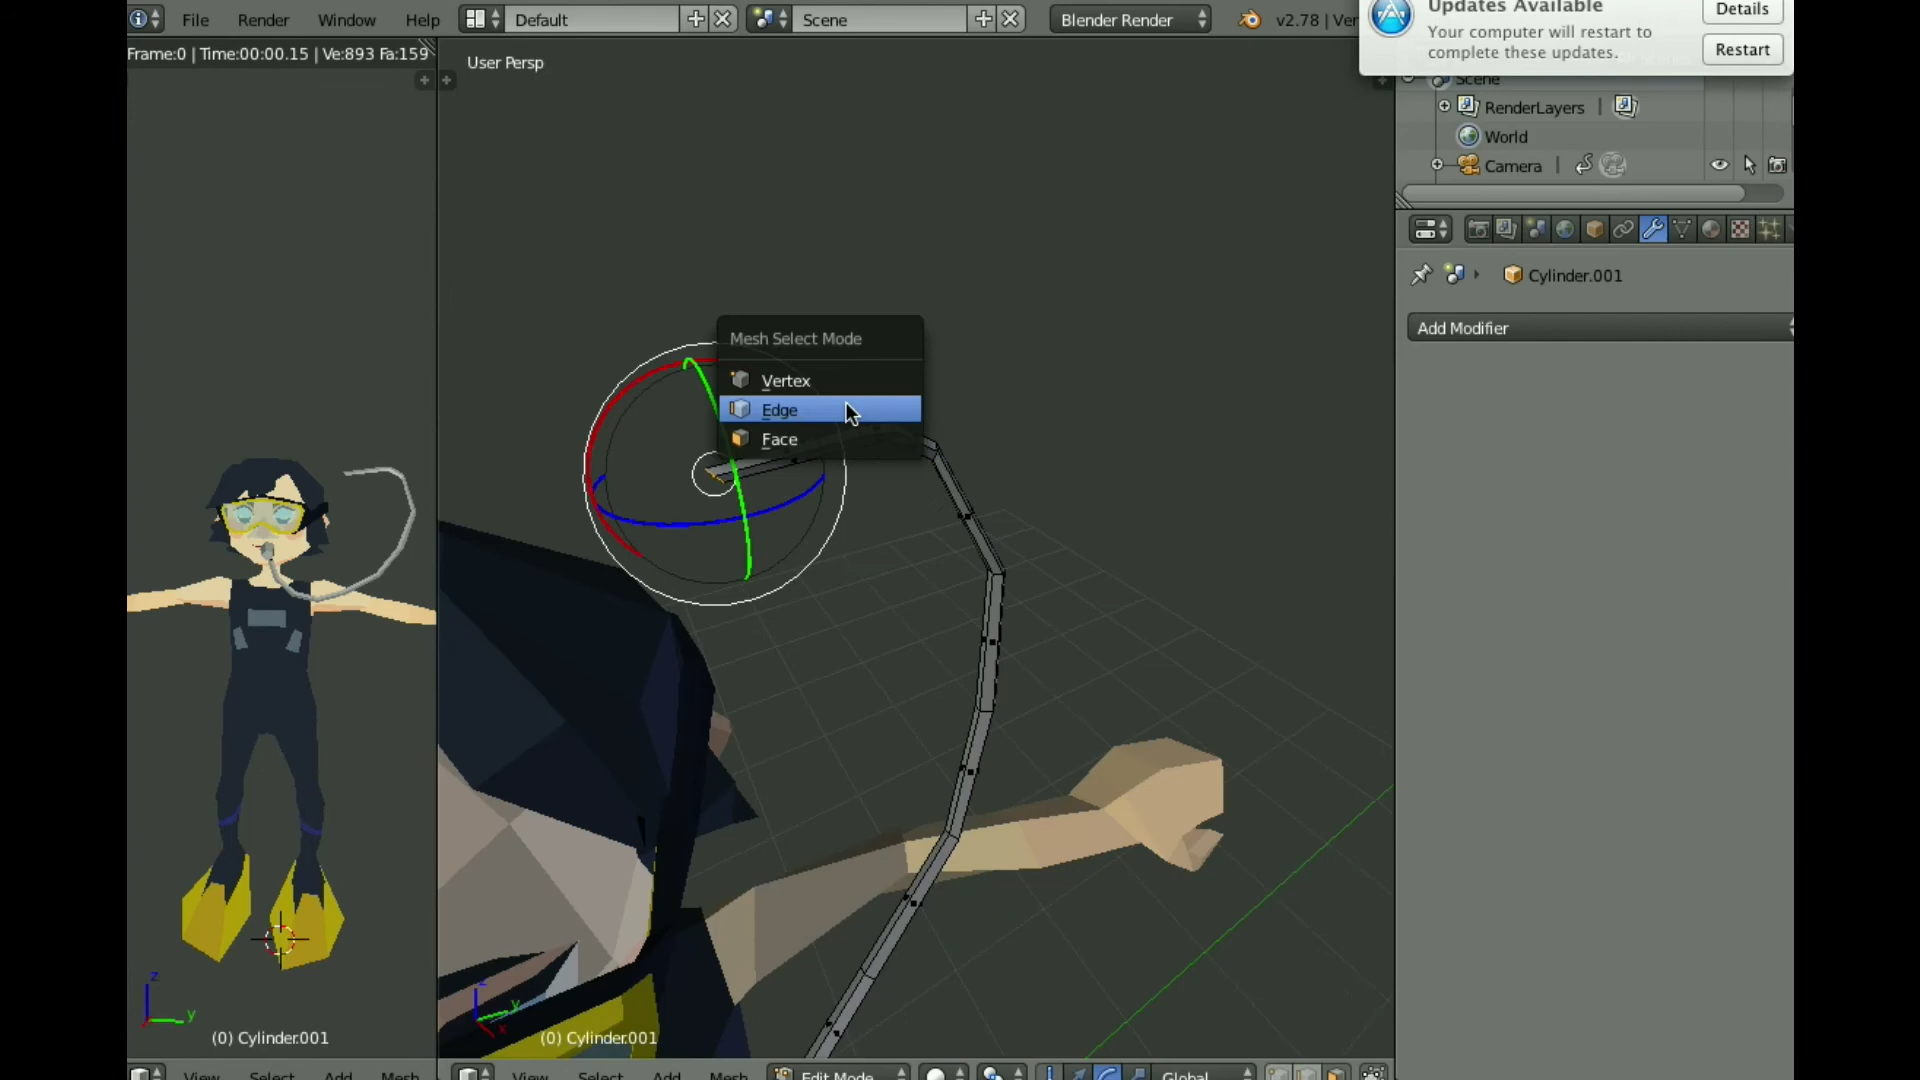 File Render Window Help Default Scene Blender Render v2.78 | Ver
Updates Available
Your computer will restart to
complete these updates.
Details
Restart
Frame:0 | Time:00:00.15 | Ve:893 Fa:159
User Persp
Scene
RenderLayers |
World
Camera |
Cylinder.001
Add Modifier
Mesh Select Mode
Vertex
Edge
Face
z
y
(0) Cylinder.001
z
y
x
(0) Cylinder.001
View Select Add Mesh
View Select Add Mesh Edit Mode Global